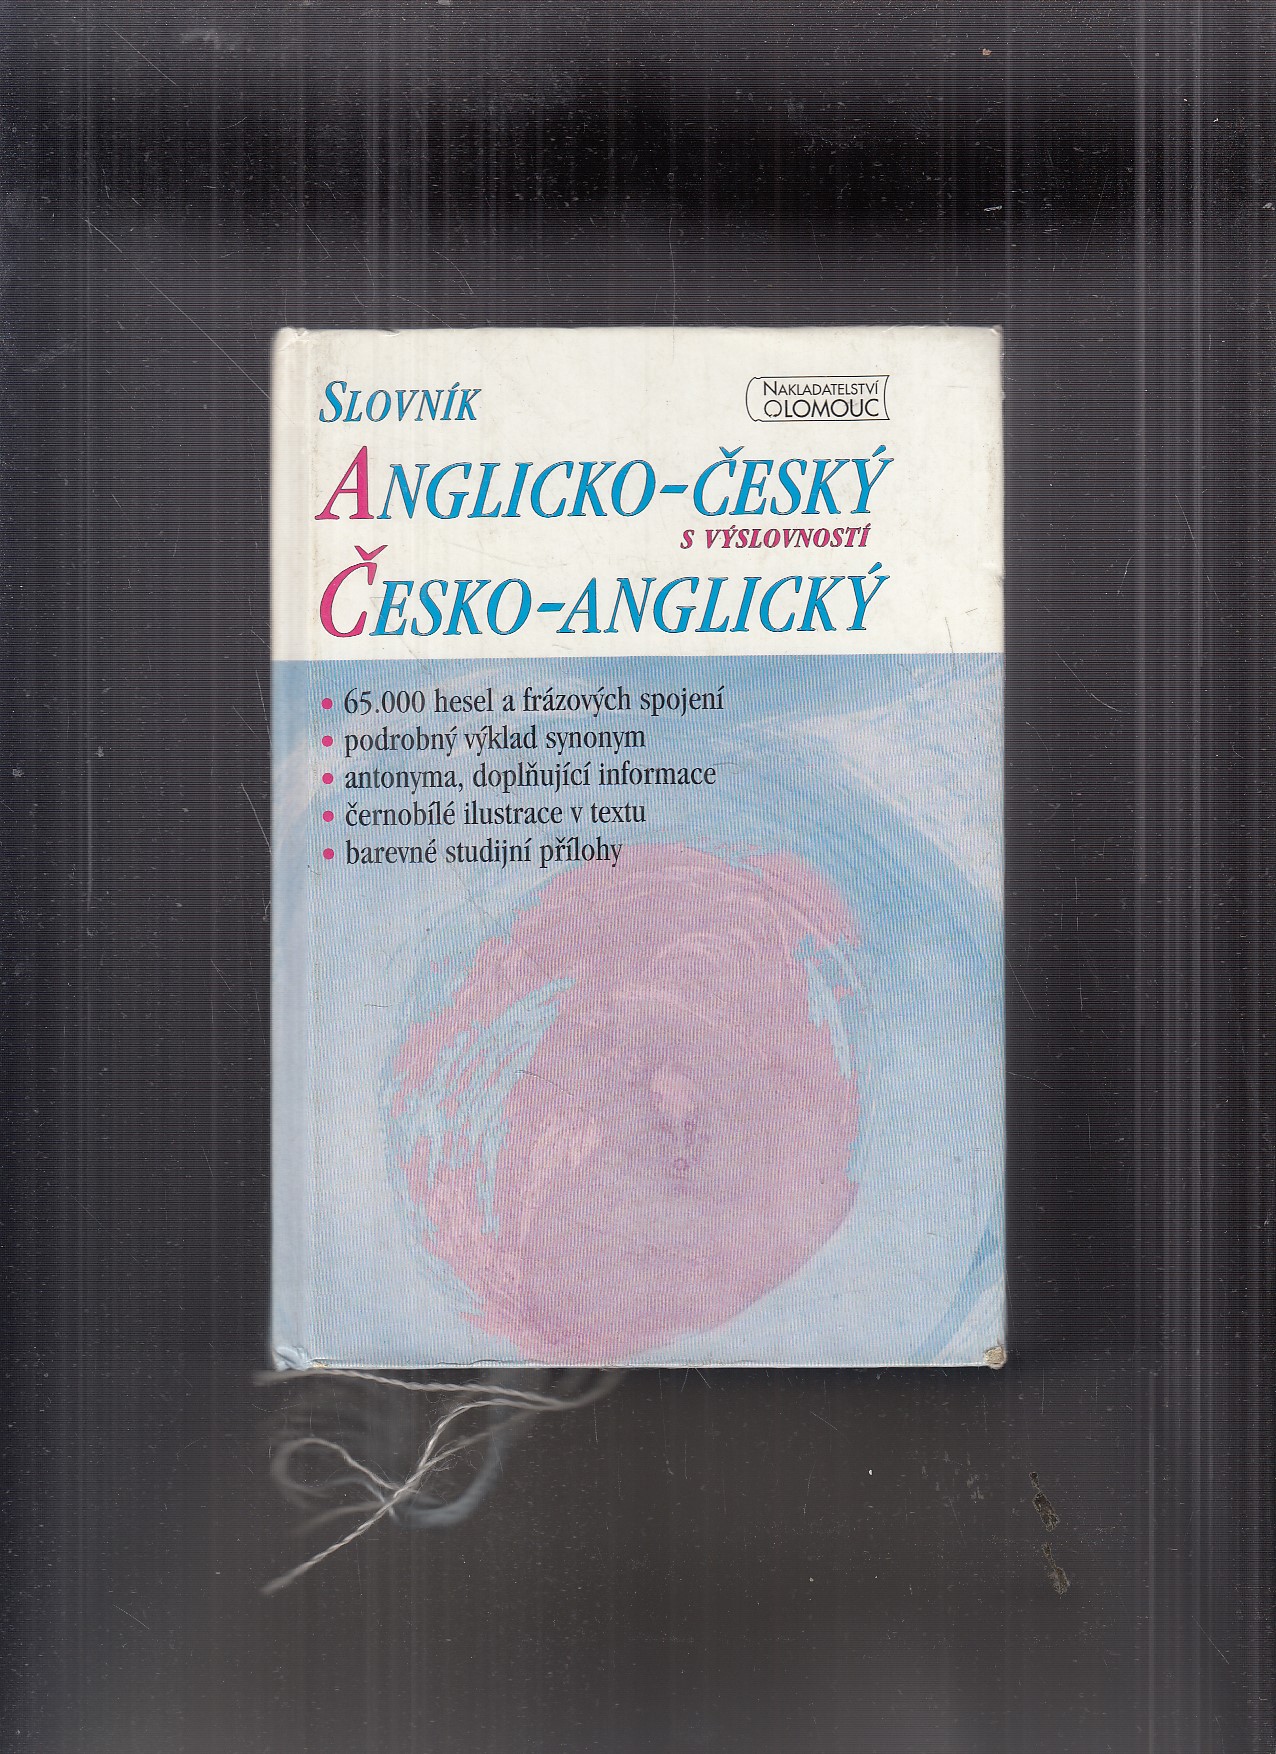 SLOVNÍK
NAKLADATELSTVÍ
OLOMOUC
ANGLICKO-ČESKÝ
S VÝSLOVNOSTÍ
ČESKO-ANGLICKÝ
• 65.000 hesel a frázových spojení
• podrobný výklad synonym
• antonyma, doplňující informace
• černobílé ilustrace v textu
• barevné studijní přílohy